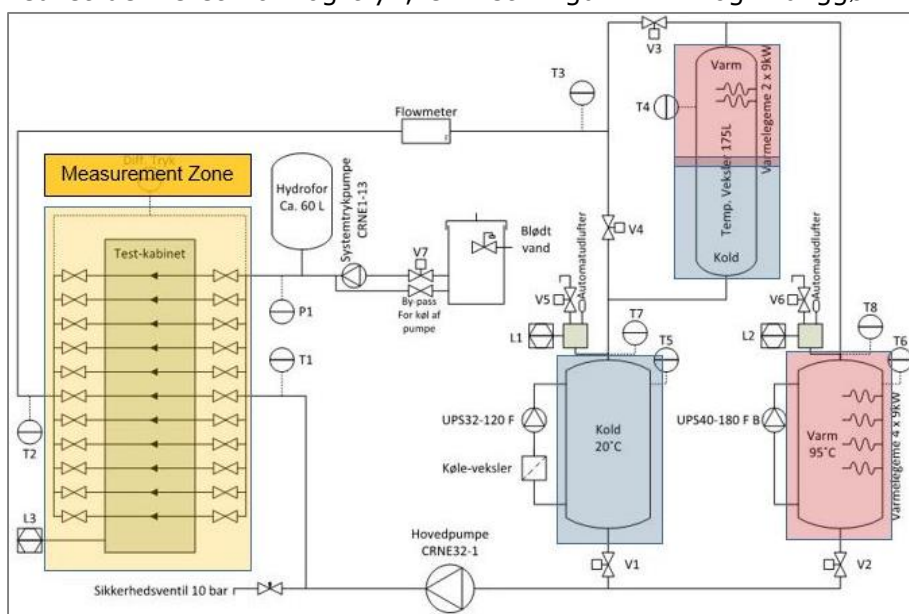 V3
Varm
T3
T4
Varmelegeme 2 x 9kW
Temp. Veksler 175L
Kold
Flowmeter
F
Diff. Tryk
Measurement Zone
Hydrofor
Ca. 60 L
Systemtrykpumpe
CRNE1-13
V7
Blødt
vand
By-pass
For køl af
pumpe
V4
Test-kabinet
P1
T1
T2
L3
V5
Automatudlufter
L1
T7
T5
V6
Automatudlufter
L2
T8
T6
UPS32-120 F
Køle-veksler
Kold
20°C
UPS40-180 F B
Varm
95°C
Varmelegeme 4 x 9kW
Hovedpumpe
CRNE32-1
V1
V2
Sikkerhedsventil 10 bar